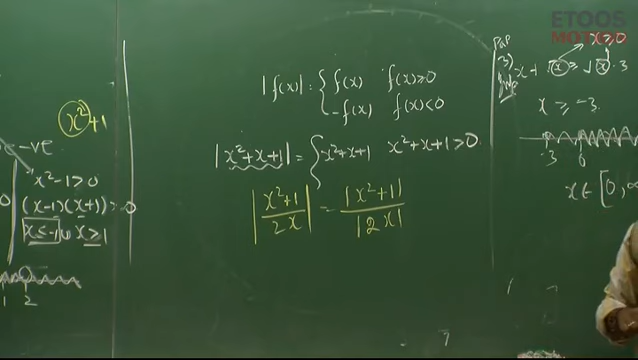 ETOOS
x²+1
-ve
x²-1>0
(x-1)(x+1)>0
x≤-1 x≥1
1 2
|f(x)| = { f(x) f(x)≥0
-f(x) f(x)<0
|x²+x+1| = { x²+x+1 x²+x+1>0
|x²+1/2x| = |x²+1|/|2x|
x≥0
x ≥ -3
-3 0
x ∈ [0,∞